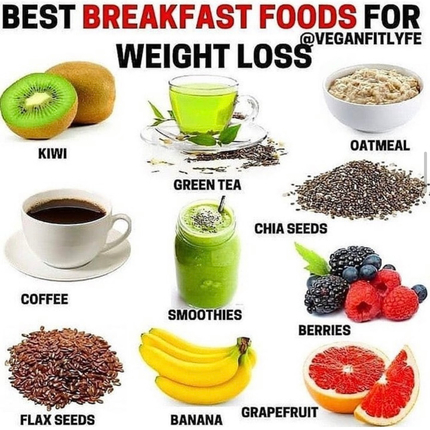 BEST BREAKFAST FOODS FOR
WEIGHT LOSS
@VEGANFITLYFE
KIWI
GREEN TEA
OATMEAL
CHIA SEEDS
COFFEE
SMOOTHIES
BERRIES
FLAX SEEDS
BANANA
GRAPEFRUIT